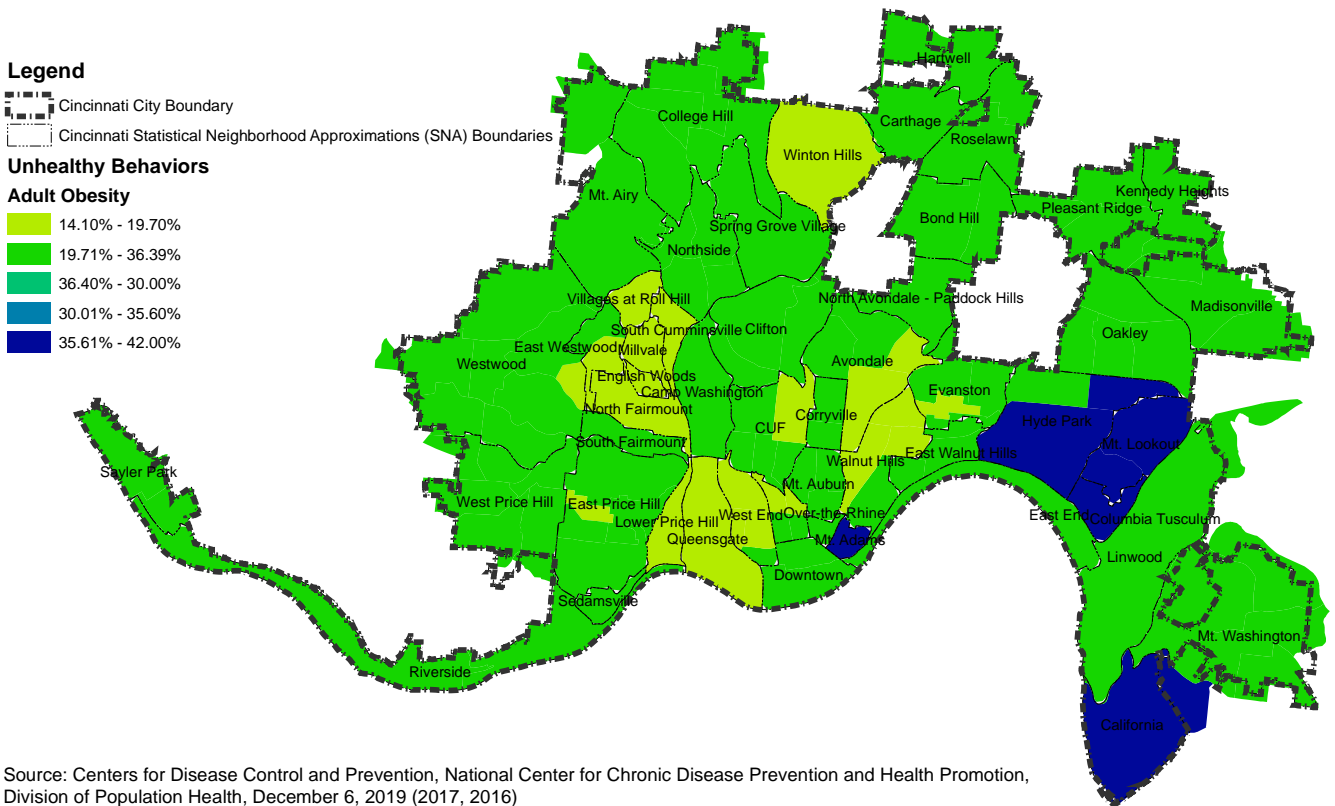 Legend
Cincinnati City Boundary
Cincinnati Statistical Neighborhood Approximations (SNA) Boundaries
Unhealthy Behaviors
Adult Obesity
14.10% - 19.70%
19.71% - 36.39%
36.40% - 30.00%
30.01% - 35.60%
35.61% - 42.00%
Hartwell
College Hill
Carthage
Roselawn
Winton Hills
Mt. Airy
Kennedy Heights
Pleasant Ridge
Bond Hill
Spring Grove Village
Northside
Villages at Roll Hill
North Avondale - Paddock Hills
Madisonville
South Cumminsville
Clifton
Oakley
East Westwood
Millvale
Westwood
Avondale
English Woods
Camp Washington
Evanston
North Fairmount
Corryville
Hyde Park
CUF
South Fairmount
Mt. Lookout
East Walnut Hills
Walnut Hills
Sayler Park
Mt. Auburn
West Price Hill
East Price Hill
Lower Price Hill
West End
Over-the-Rhine
East End
Columbia Tusculum
Queensgate
Mt. Adams
Linwood
Downtown
Sedamsville
Mt. Washington
Riverside
California
Source: Centers for Disease Control and Prevention, National Center for Chronic Disease Prevention and Health Promotion,
Division of Population Health, December 6, 2019 (2017, 2016)